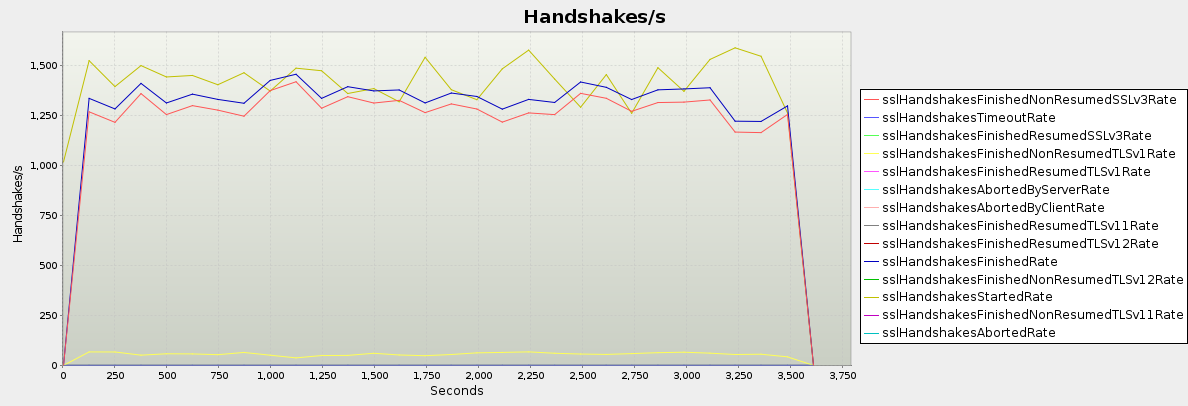 Handshakes/s
Handshakes/s
1,500
1,250
1,000
750
500
250
0
0 250 500 750 1,000 1,250 1,500 1,750 2,000 2,250 2,500 2,750 3,000 3,250 3,500 3,750
Seconds
sslHandshakesFinishedNonResumedSSLv3Rate
sslHandshakesTimeoutRate
sslHandshakesFinishedResumedSSLv3Rate
sslHandshakesFinishedNonResumedTLSv1Rate
sslHandshakesFinishedResumedTLSv1Rate
sslHandshakesAbortedByServerRate
sslHandshakesAbortedByClientRate
sslHandshakesFinishedResumedTLSv11Rate
sslHandshakesFinishedResumedTLSv12Rate
sslHandshakesFinishedRate
sslHandshakesFinishedNonResumedTLSv12Rate
sslHandshakesStartedRate
sslHandshakesFinishedNonResumedTLSv11Rate
sslHandshakesAbortedRate